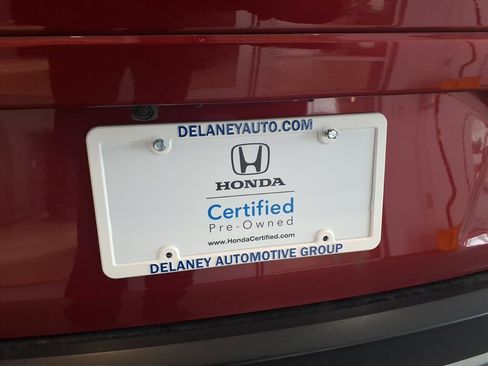 DELANEYAUTO.COM
HONDA
Certified
Pre-Owned
www.HondaCertified.com
DELANEY AUTOMOTIVE GROUP